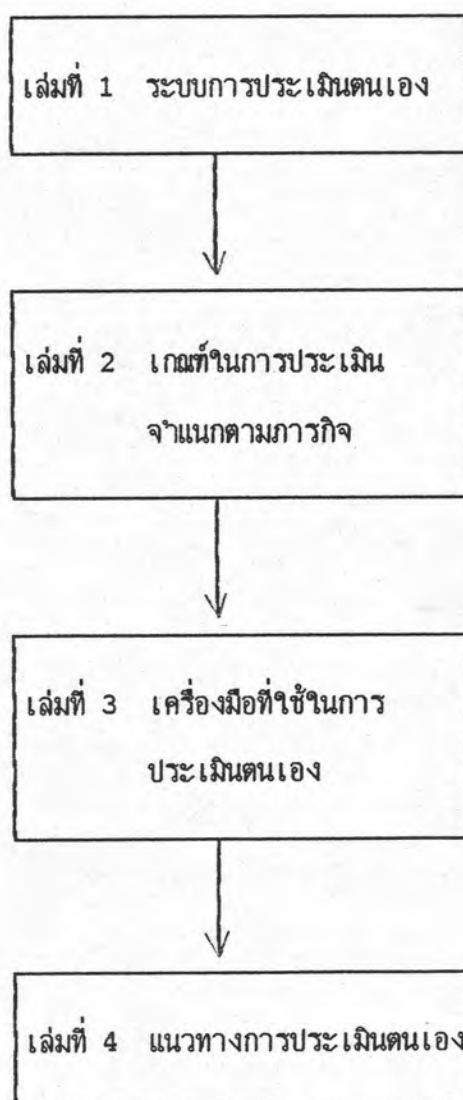 เล่มที่ 1 ระบบการประเมินตนเอง
เล่มที่ 2 เกณฑ์ในการประเมิน
จำแนกตามภารกิจ
เล่มที่ 3 เครื่องมือที่ใช้ในการ
ประเมินตนเอง
เล่มที่ 4 แนวทางการประเมินตนเอง